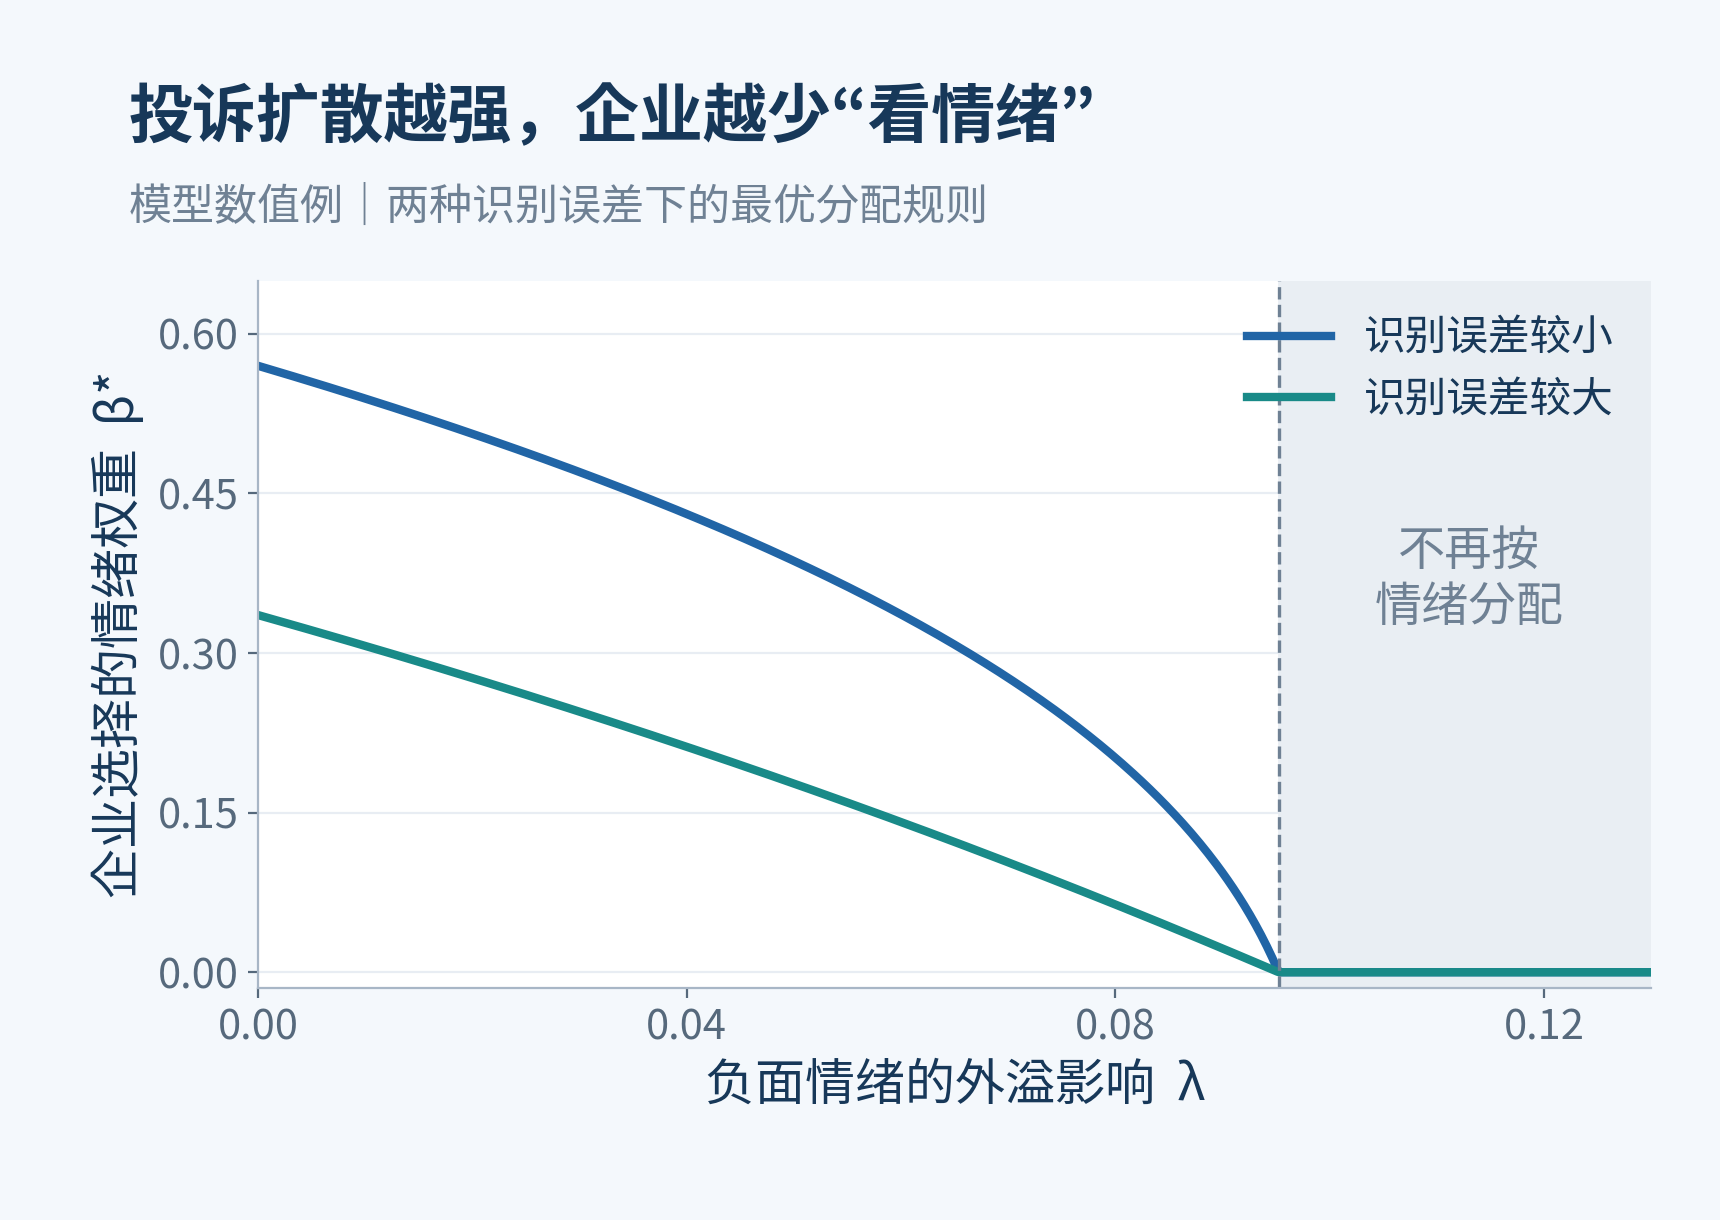 投诉扩散越强，企业越少“看情绪”
模型数值例｜两种识别误差下的最优分配规则
企业选择的情绪权重 β*
0.60
0.45
0.30
0.15
0.00
识别误差较小
识别误差较大
不再按
情绪分配
0.00
0.04
0.08
0.12
负面情绪的外溢影响 λ